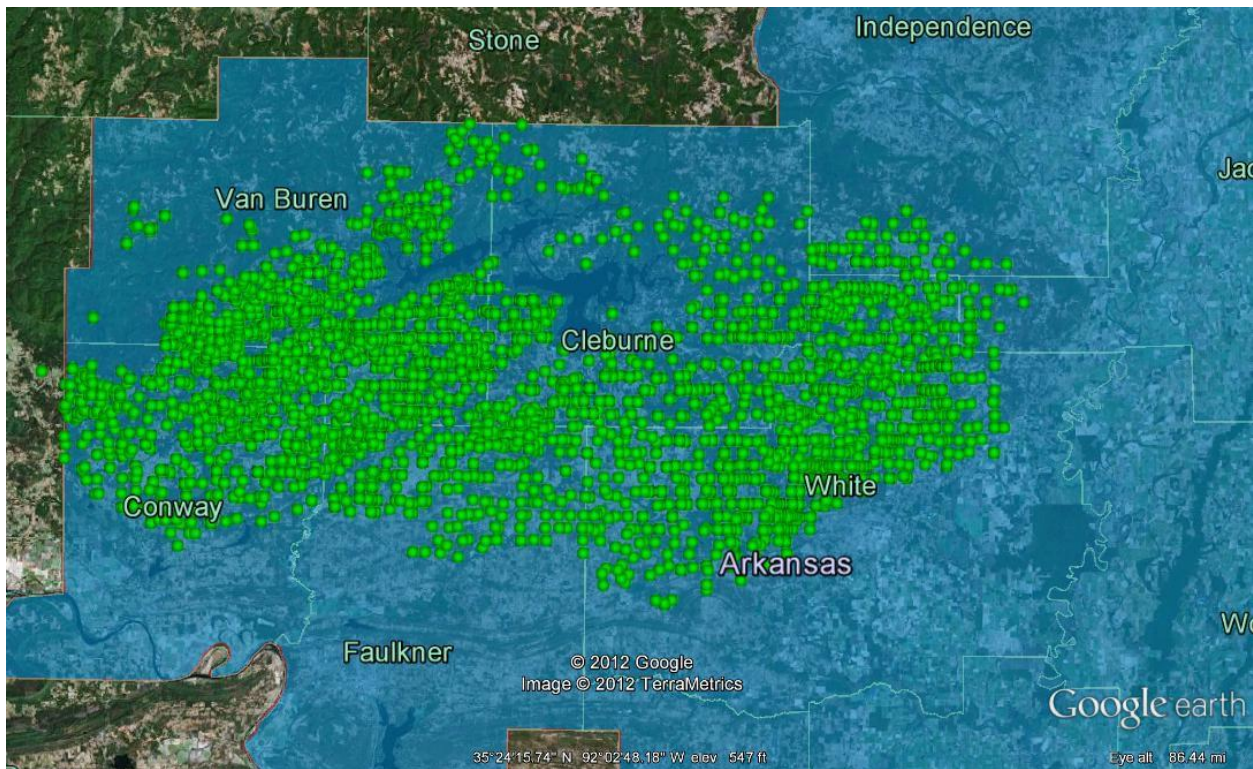 Independence
Stone
Jac
Van Buren
Cleburne
White
Conway
Arkansas
Wo
Faulkner
© 2012 Google
Image © 2012 TerraMetrics
Google earth
35°24'15.74" N 92°02'48.18" W elev 547 ft
Eye alt 86.44 mi